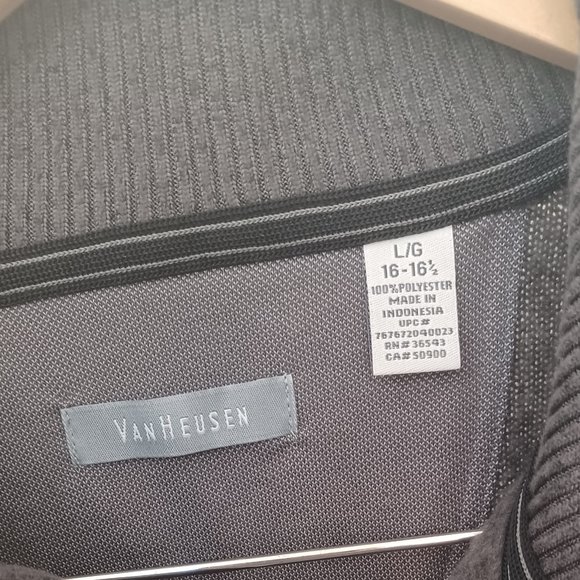 L/G
16-16½
100%POLYESTER
MADE IN
INDONESIA
UPC#
767672040023
RN#36543
CA#50900
VANHEUSEN